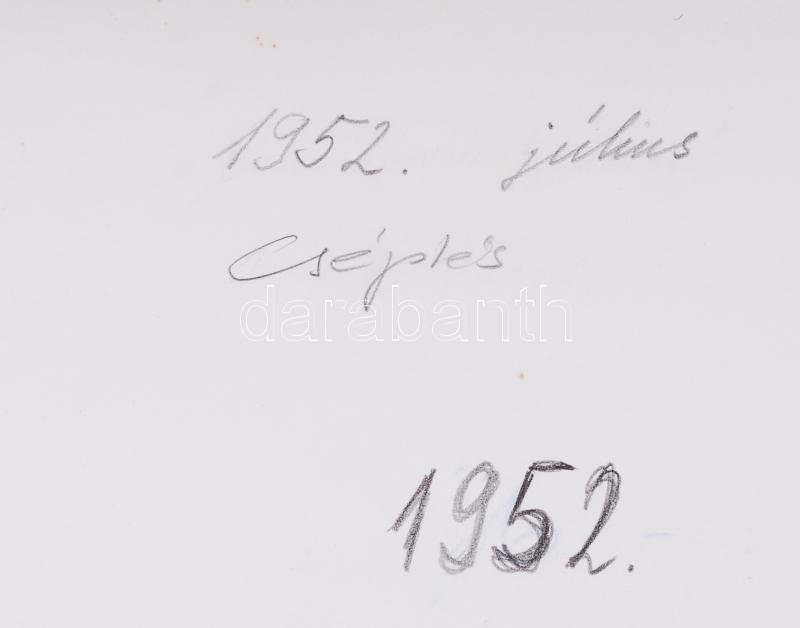 1952. július
Cséplés
darabanth
1952.